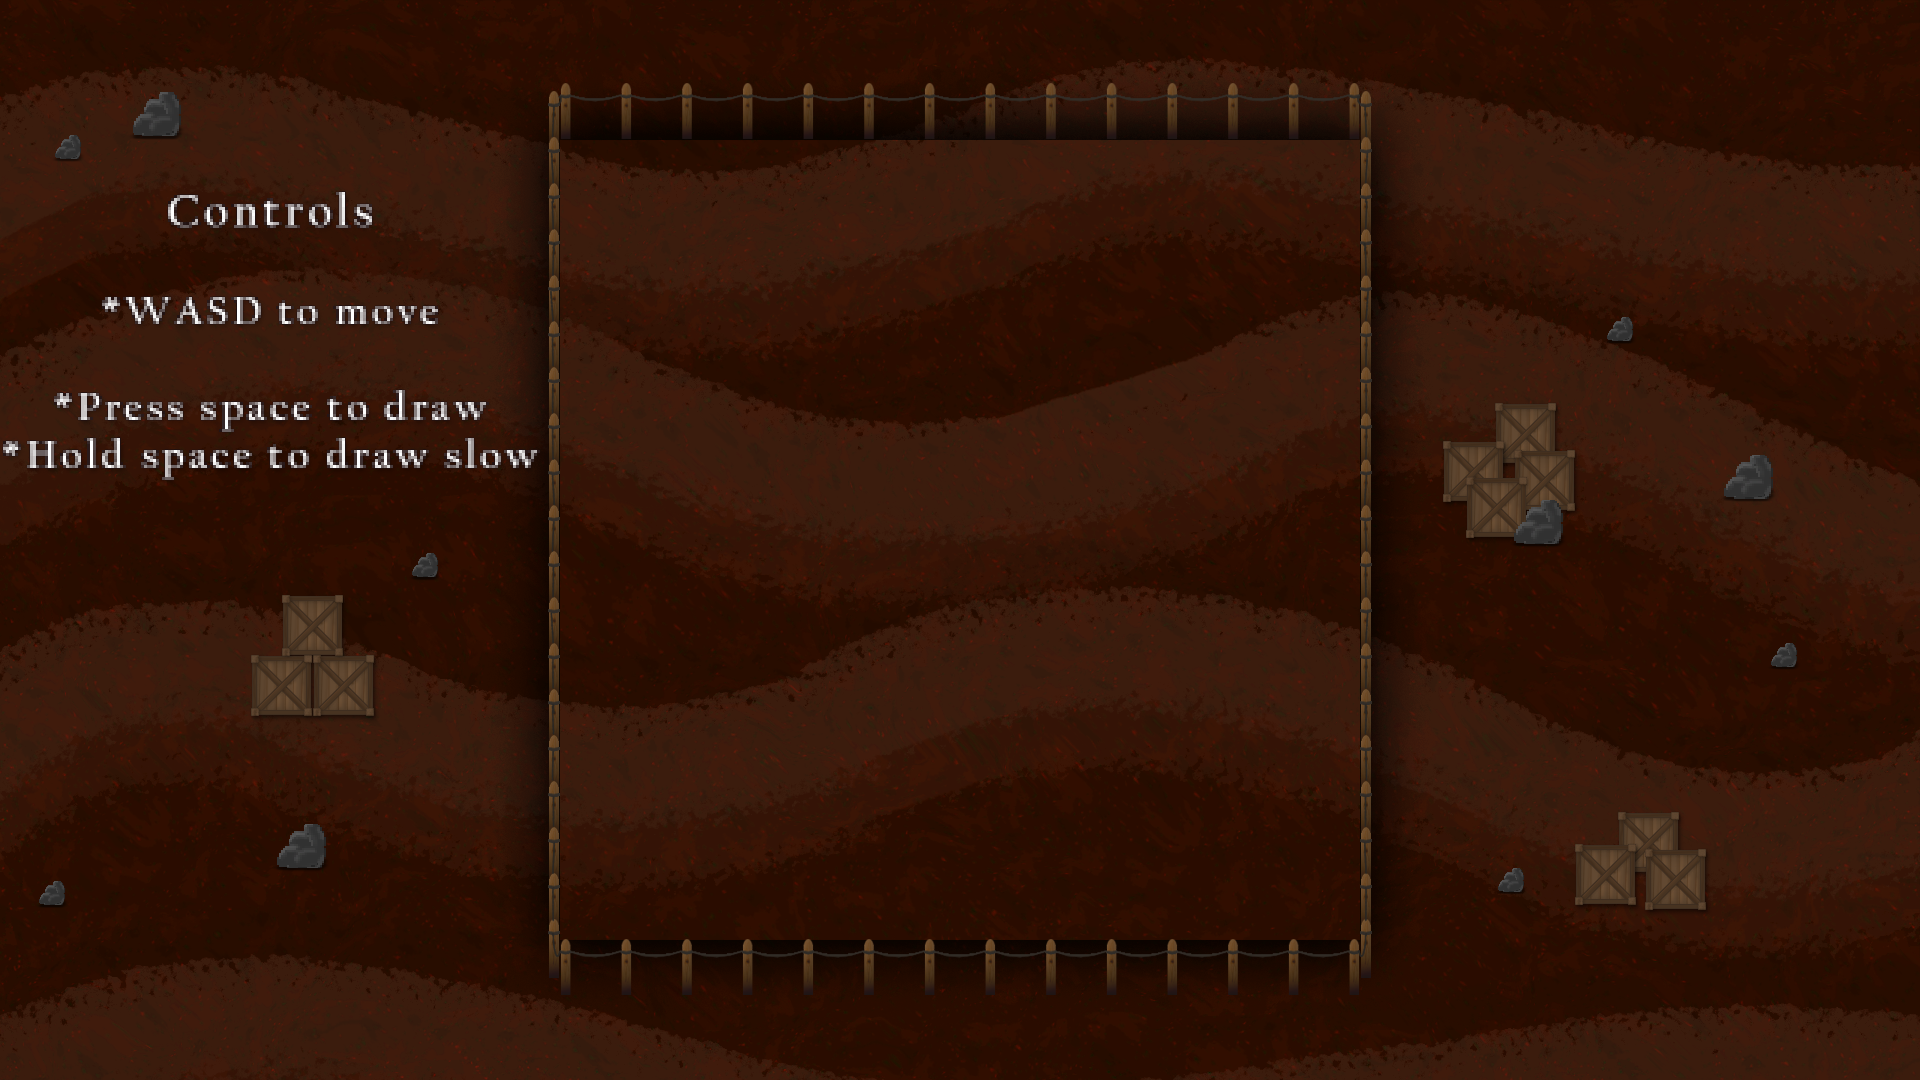 Controls
*WASD to move
*Press space to draw
*Hold space to draw slow